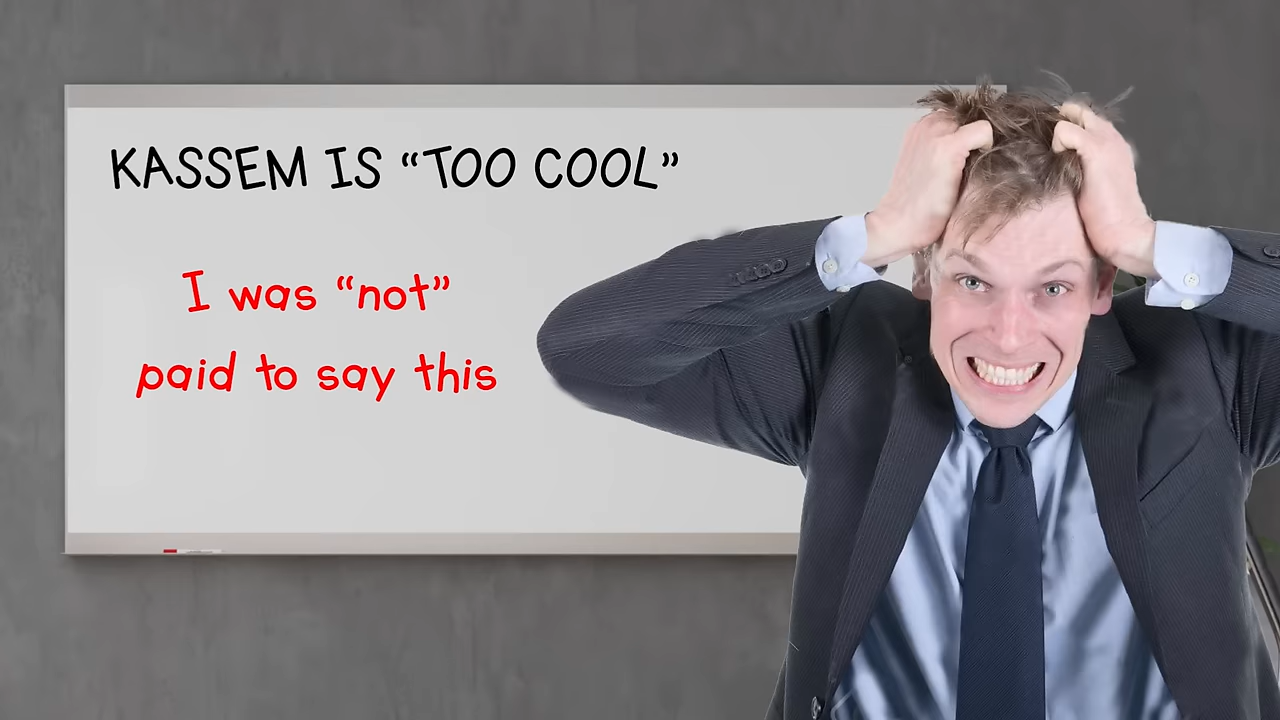 KASSEM IS “TOO COOL”
I was “not”
paid to say this